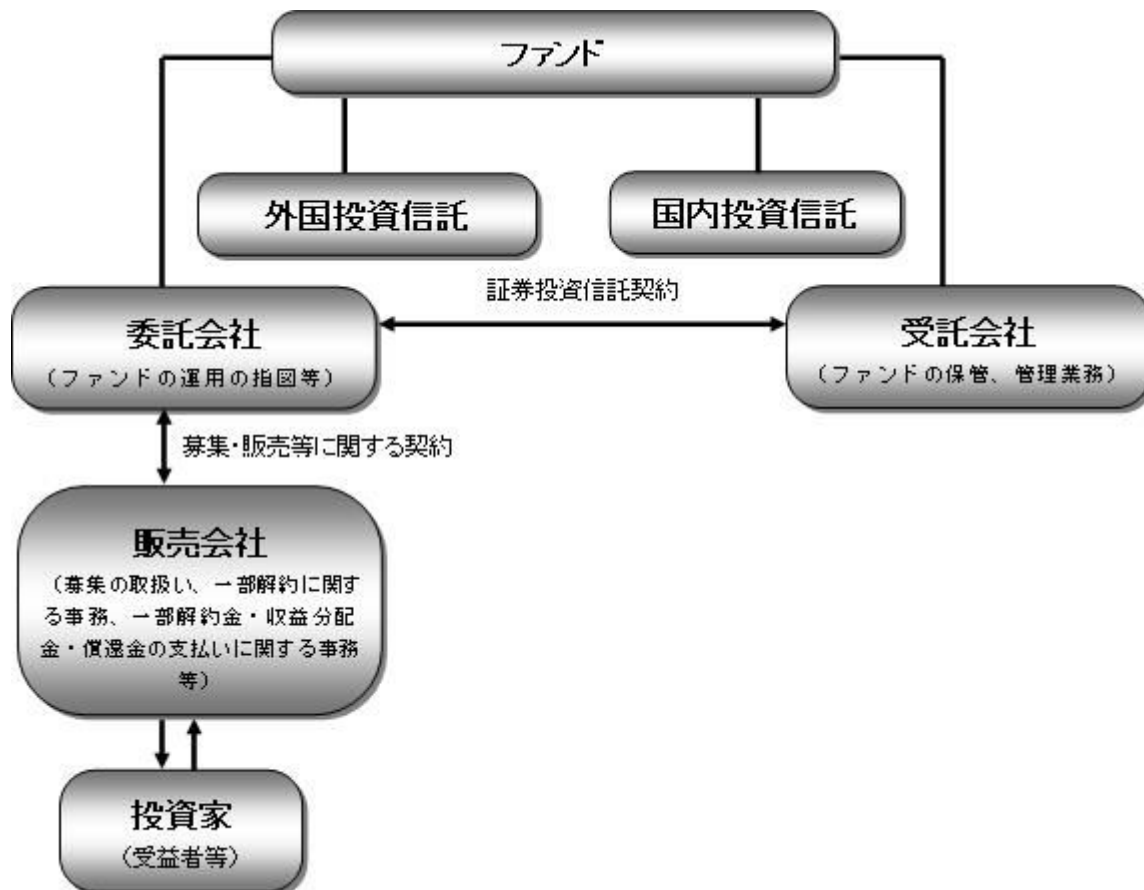 ファンド
外国投資信託
国内投資信託
証券投資信託契約
委託会社
（ファンドの運用の指図等）
受託会社
（ファンドの保管、管理業務）
募集・販売等に関する契約
販売会社
（募集の取扱い、一部解約に関す
る事務、一部解約金・収益分配
金・償還金の支払いに関する事務
等）
投資家
（受益者等）